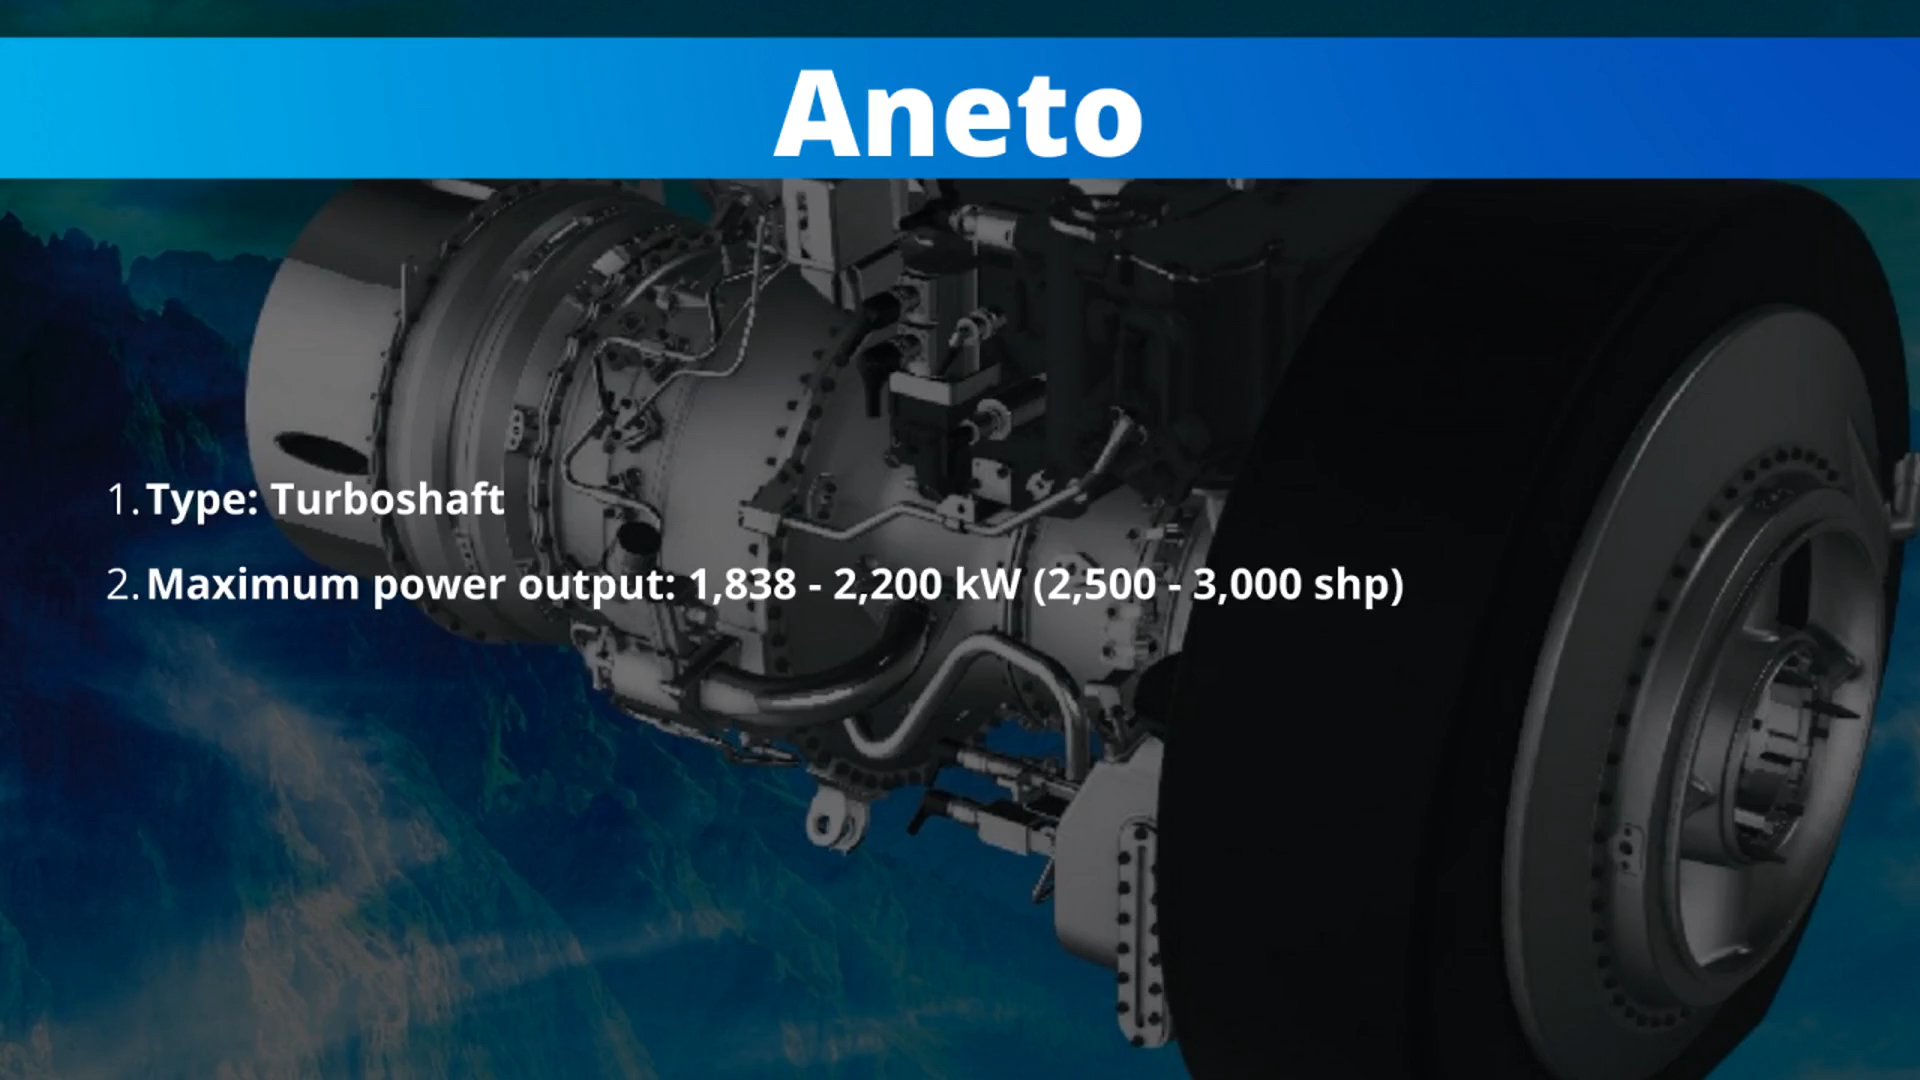 Aneto
1. Type: Turboshaft
2. Maximum power output: 1,838 - 2,200 kW (2,500 - 3,000 shp)